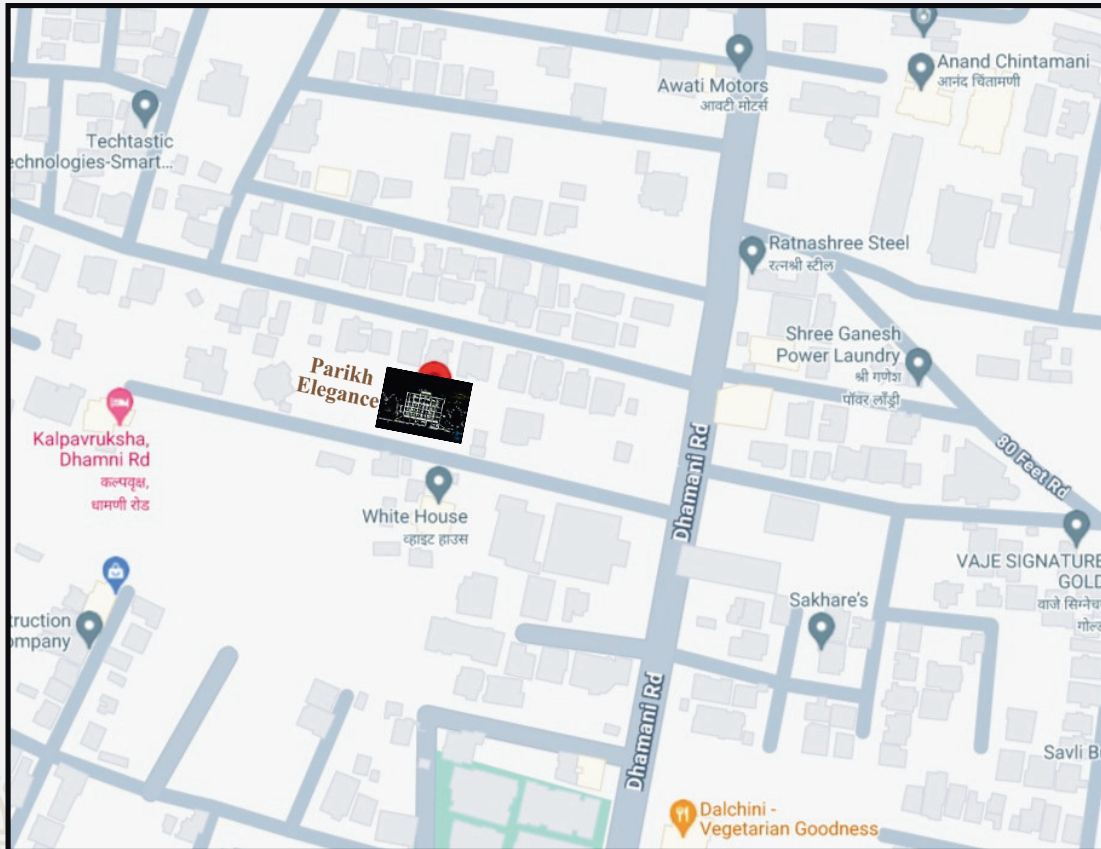 Awati Motors
आवटी मोटर्स
Anand Chintamani
आनंद चिंतामणी
Techtastic
echnologies-Smart...
Ratnashree Steel
रत्नश्री स्टील
Shree Ganesh
Power Laundry
श्री गणेश
पॉवर लाँड्री
Parikh
Elegance
Kalpavruksha,
Dhamni Rd
कल्पवृक्ष,
धामणी रोड
Dhamani Rd
80 Feet Rd
White House
व्हाइट हाउस
VAJE SIGNATURE
GOLD
वाजे सिग्नेचर
गोल्ड
Sakhare's
truction
ompany
Dhamani Rd
Savli B
Dalchini -
Vegetarian Goodness